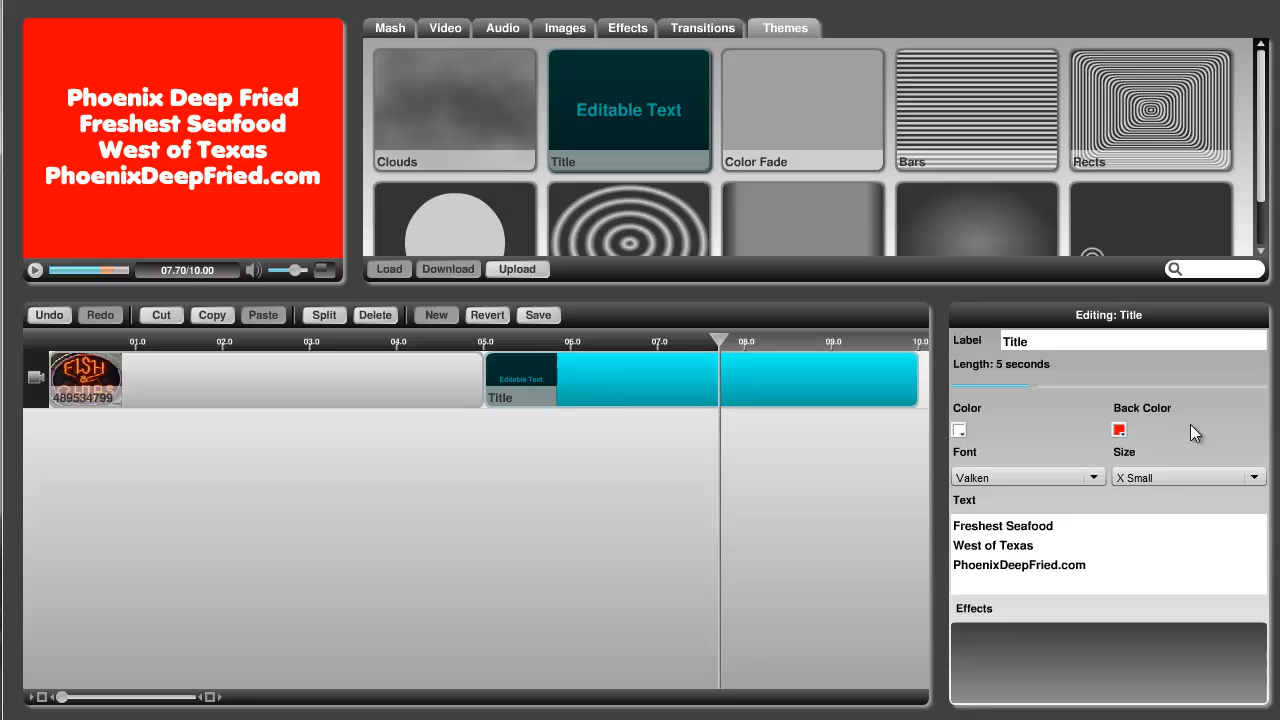 Phoenix Deep Fried
Freshest Seafood
West of Texas
PhoenixDeepFried.com
07.70/10.00
Mash Video Audio Images Effects Transitions Themes
Editable Text
Clouds Title Color Fade Bars Rects
Load Download Upload
Undo Redo Cut Copy Paste Split Delete New Revert Save
01.0 02.0 03.0 04.0 05.0 06.0 07.0 08.0 09.0 10.0
FISH
&
CHIPS
489534799
Editable Text
Title
Editing: Title
Label Title
Length: 5 seconds
Color Back Color
Font Size
Valken X Small
Text
Freshest Seafood
West of Texas
PhoenixDeepFried.com
Effects